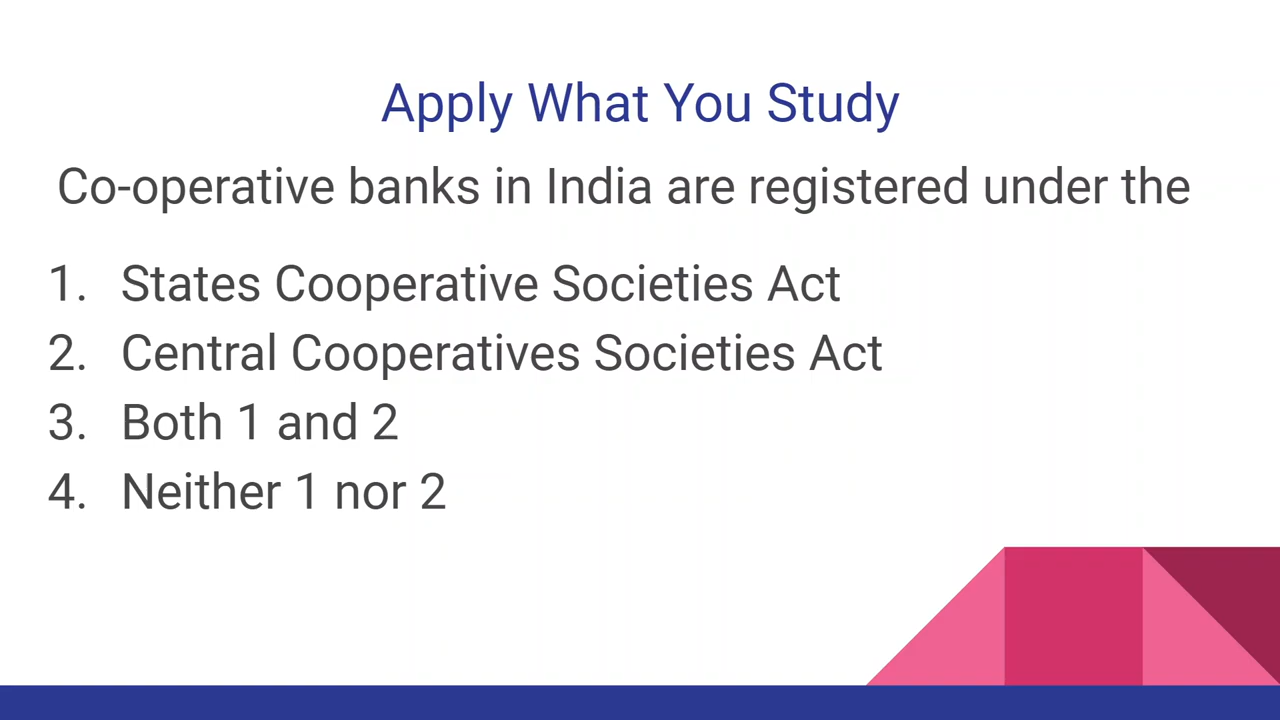 Apply What You Study
Co-operative banks in India are registered under the
1. States Cooperative Societies Act
2. Central Cooperatives Societies Act
3. Both 1 and 2
4. Neither 1 nor 2